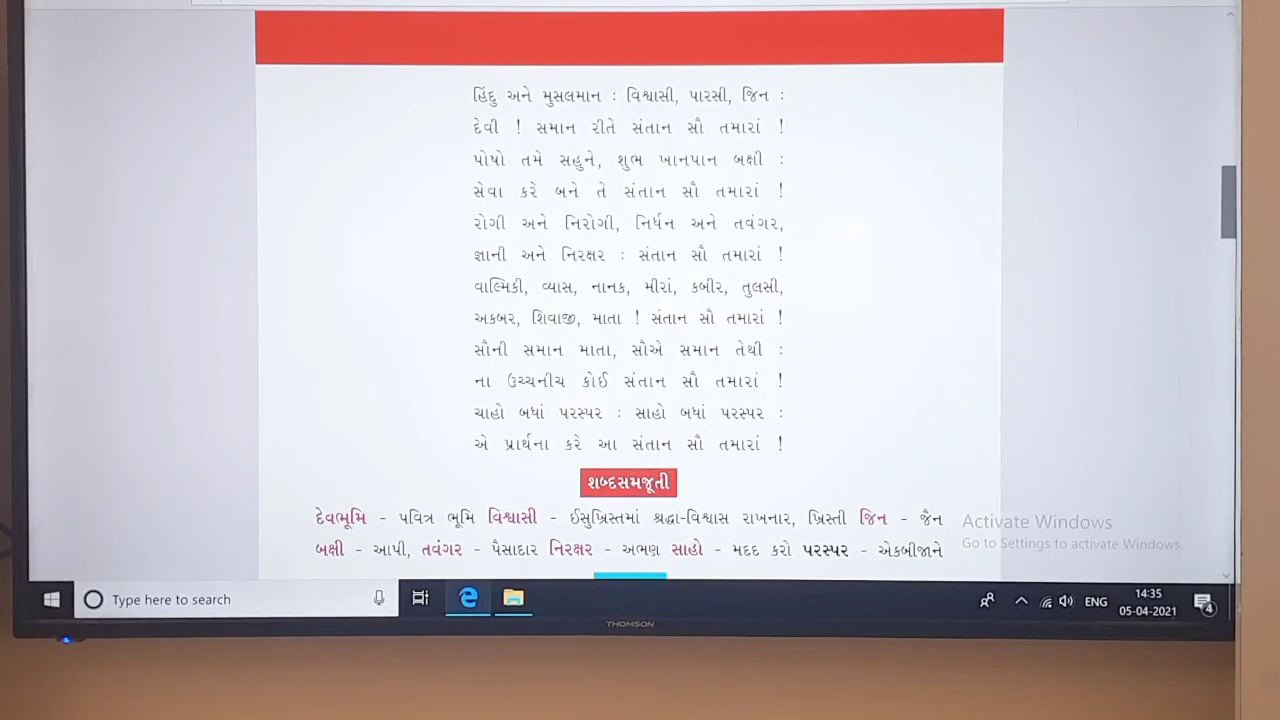 હિંદુ અને મુસલમાન : વિશ્વાસી, પારસી, જિન :
દેવી ! સમાન રીતે સંતાન સૌ તમારાં !
પોષો તમે સહુને, શુભ ખાનપાન બક્ષી :
સેવા કરે બને તે સંતાન સૌ તમારાં !
રોગી અને નિરોગી, નિર્ધન અને તવંગર,
જ્ઞાની અને નિરક્ષર : સંતાન સૌ તમારાં !
વાલ્મિકી, વ્યાસ, નાનક, મીરાં, કબીર, તુલસી,
અકબર, શિવાજી, માતા ! સંતાન સૌ તમારાં !
સૌની સમાન માતા, સૌએ સમાન તેથી :
ના ઉચ્ચનીચ કોઈ સંતાન સૌ તમારાં !
ચાહો બધાં પરસ્પર : સાહો બધાં પરસ્પર :
એ પ્રાર્થના કરે આ સંતાન સૌ તમારાં !
શબ્દસમજૂતી
દેવભૂમિ - પવિત્ર ભૂમિ વિશ્વાસી - ઈસુખ્રિસ્તમાં શ્રદ્ધા-વિશ્વાસ રાખનાર, ખ્રિસ્તી જિન - જૈન
બક્ષી - આપી, તવંગર - પૈસાદાર નિરક્ષર - અભણ સાહો - મદદ કરો પરસ્પર - એકબીજાને
Activate Windows
Go to Settings to activate Windows.
Type here to search
ENG
14:35
05-04-2021
4
THOMSON